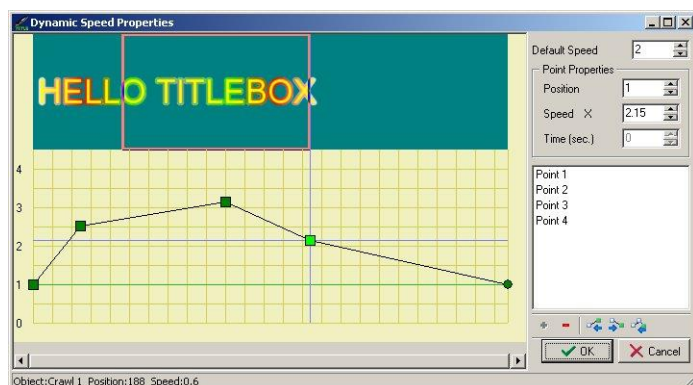 Dynamic Speed Properties
HELLO TITLEBOX
Default Speed 2
Point Properties
Position 1
Speed X 2.15
Time (sec.) 0
Point 1
Point 2
Point 3
Point 4
4
3
2
1
0
OK Cancel
Object:Crawl 1 Position:188 Speed:0.6